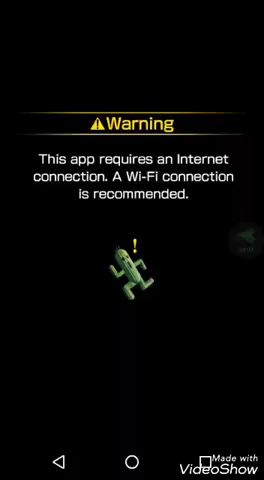 ⚠Warning
This app requires an Internet
connection. A Wi-Fi connection
is recommended.
!
Made with
VideoShow